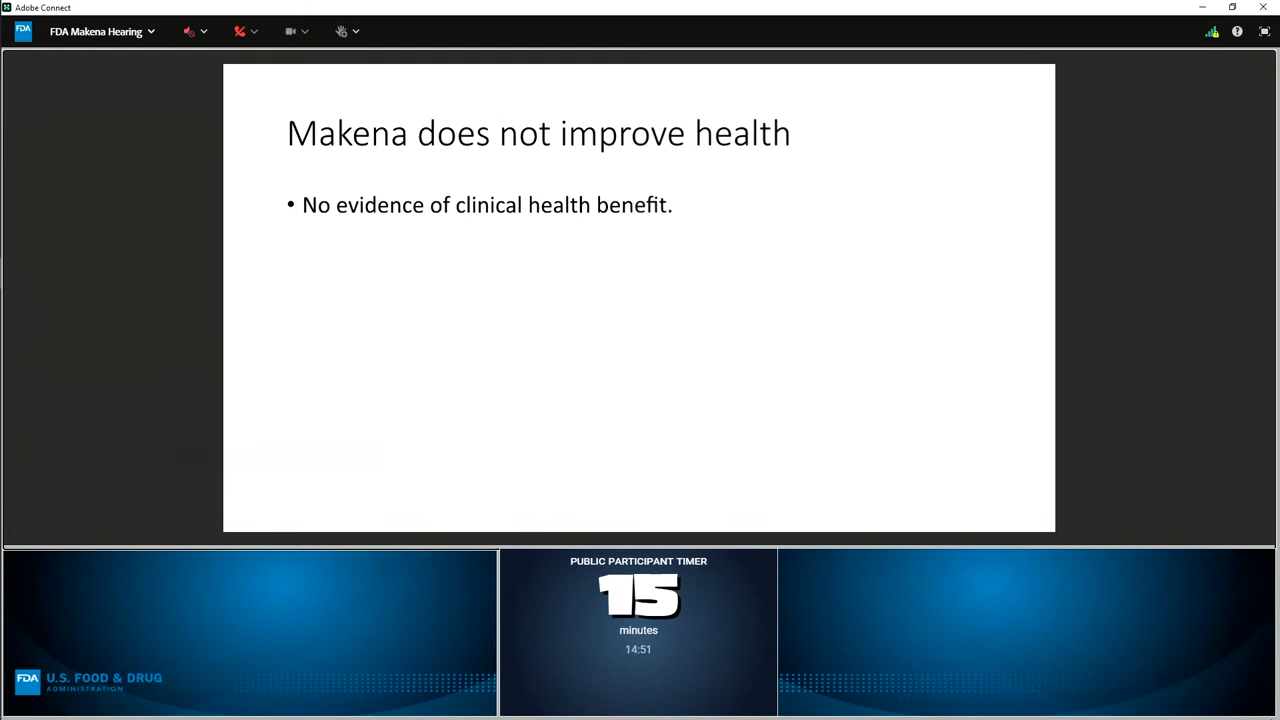 Adobe Connect
FDA
FDA Makena Hearing
Makena does not improve health
• No evidence of clinical health benefit.
PUBLIC PARTICIPANT TIMER
15
minutes
14:51
FDA
U.S. FOOD & DRUG
ADMINISTRATION